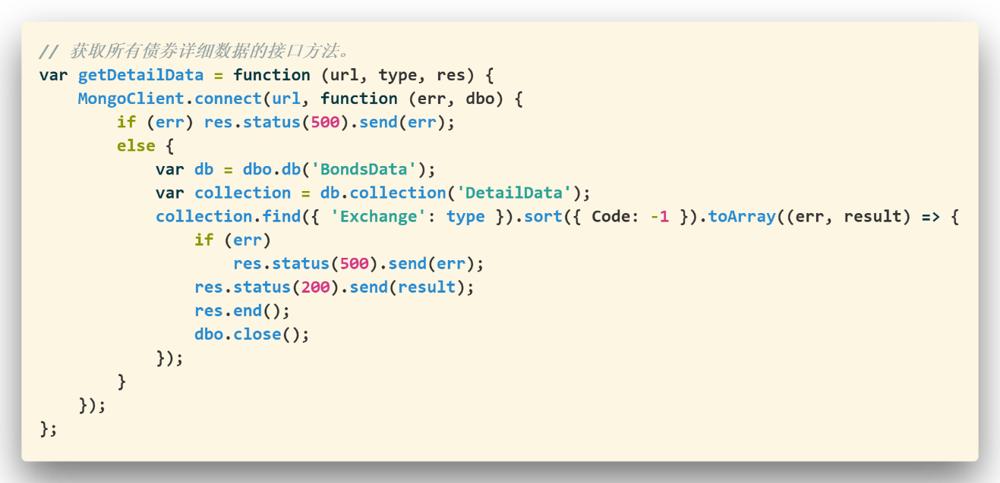 // 获取所有债券详细数据的接口方法。
var getDetailData = function (url, type, res) {
    MongoClient.connect(url, function (err, dbo) {
        if (err) res.status(500).send(err);
        else {
            var db = dbo.db('BondsData');
            var collection = db.collection('DetailData');
            collection.find({ 'Exchange': type }).sort({ Code: -1 }).toArray((err, result) => {
                if (err)
                    res.status(500).send(err);
                res.status(200).send(result);
                res.end();
                dbo.close();
            });
        }
    });
};